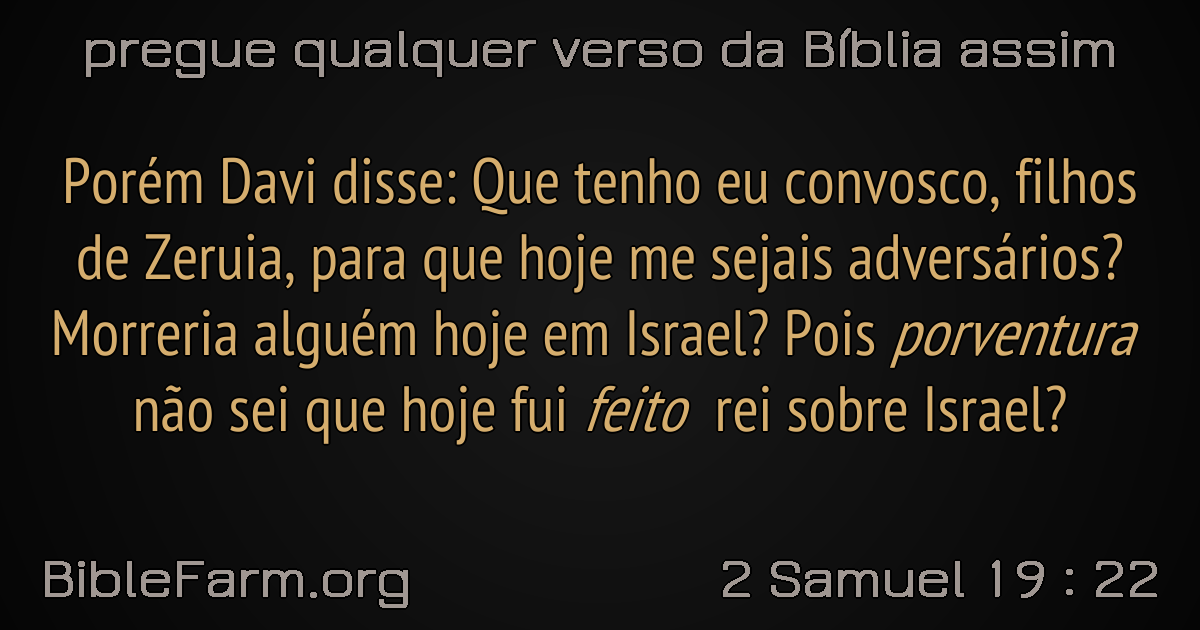 pregue qualquer verso da Bíblia assim
Porém Davi disse: Que tenho eu convosco, filhos
de Zeruia, para que hoje me sejais adversários?
Morreria alguém hoje em Israel? Pois porventura
não sei que hoje fui feito rei sobre Israel?
BibleFarm.org
2 Samuel 19 : 22